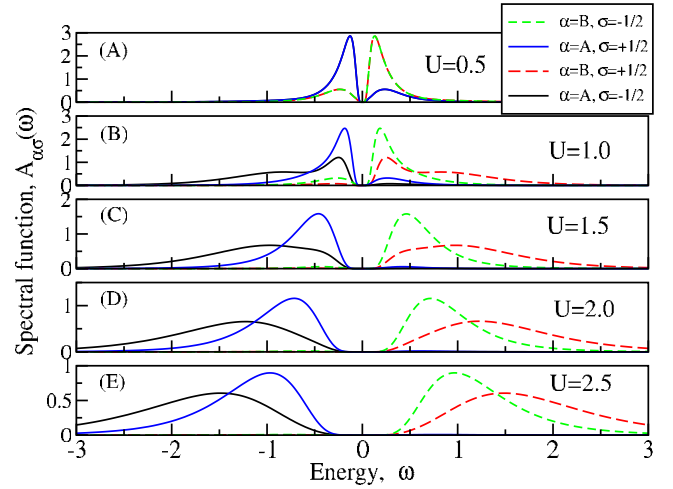 3
2
1
0
(A)
U=0.5
α=B, σ=-1/2
α=A, σ=+1/2
α=B, σ=+1/2
α=A, σ=-1/2
3
2
1
0
(B)
U=1.0
2
1
0
(C)
U=1.5
1
0
(D)
U=2.0
1
0.5
0
(E)
U=2.5
-3 -2 -1 0 1 2 3
Energy, ω
Spectral function, Aασ(ω)